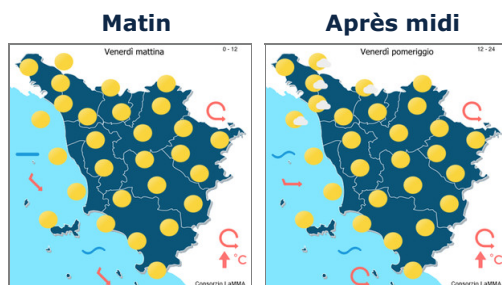 Matin
Après midi
Venerdì mattina
0 - 12
Venerdì pomeriggio
12 - 24
°C
°C
Consorzio LaMMA
Consorzio LaMMA